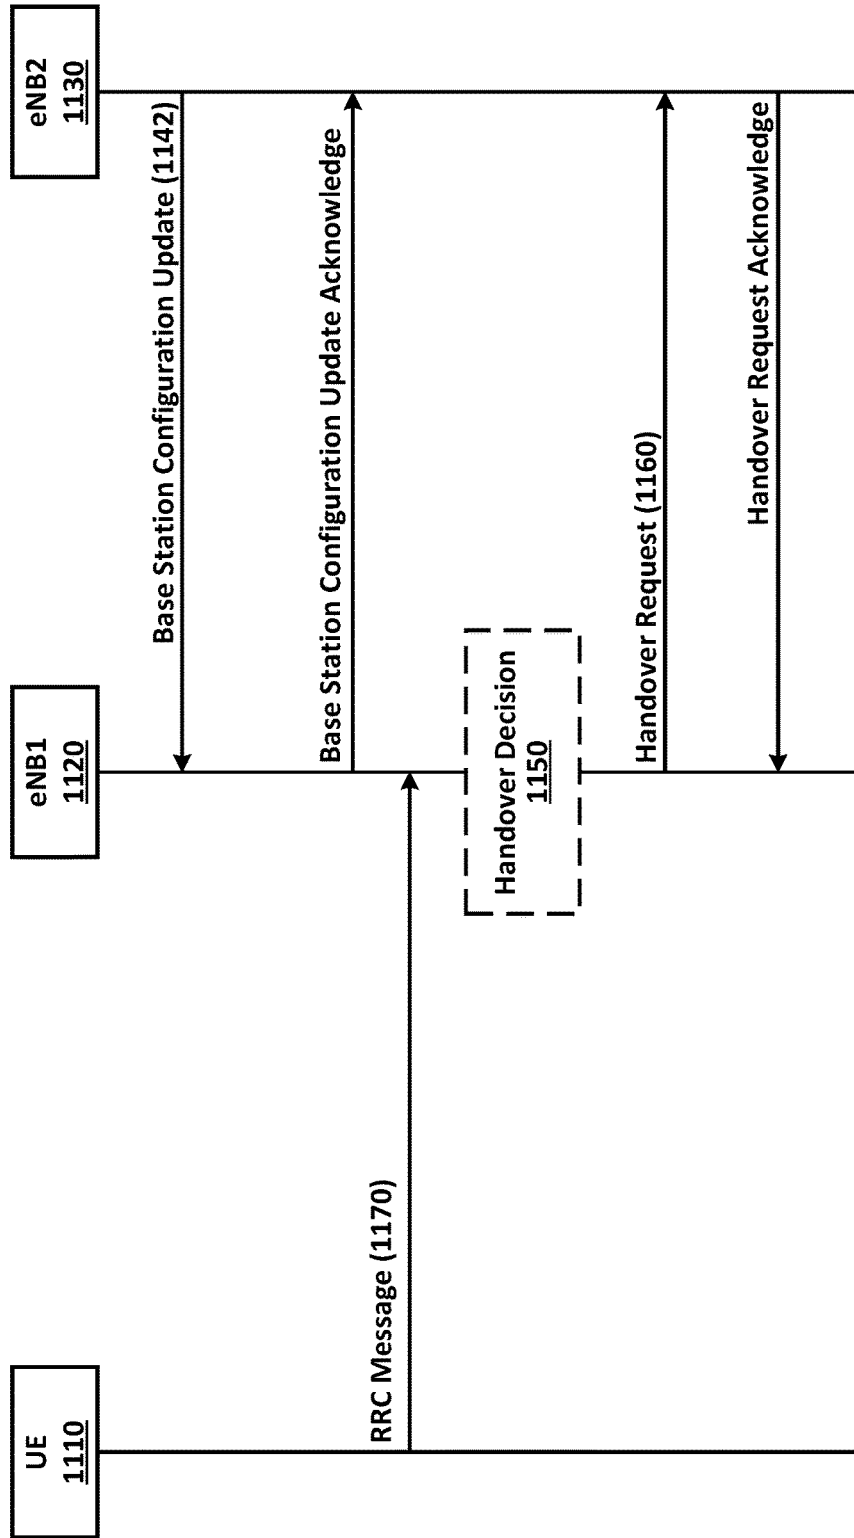 UE
1110
eNB1
1120
eNB2
1130
Base Station Configuration Update (1142)
Base Station Configuration Update Acknowledge
RRC Message (1170)
Handover Decision
1150
Handover Request (1160)
Handover Request Acknowledge